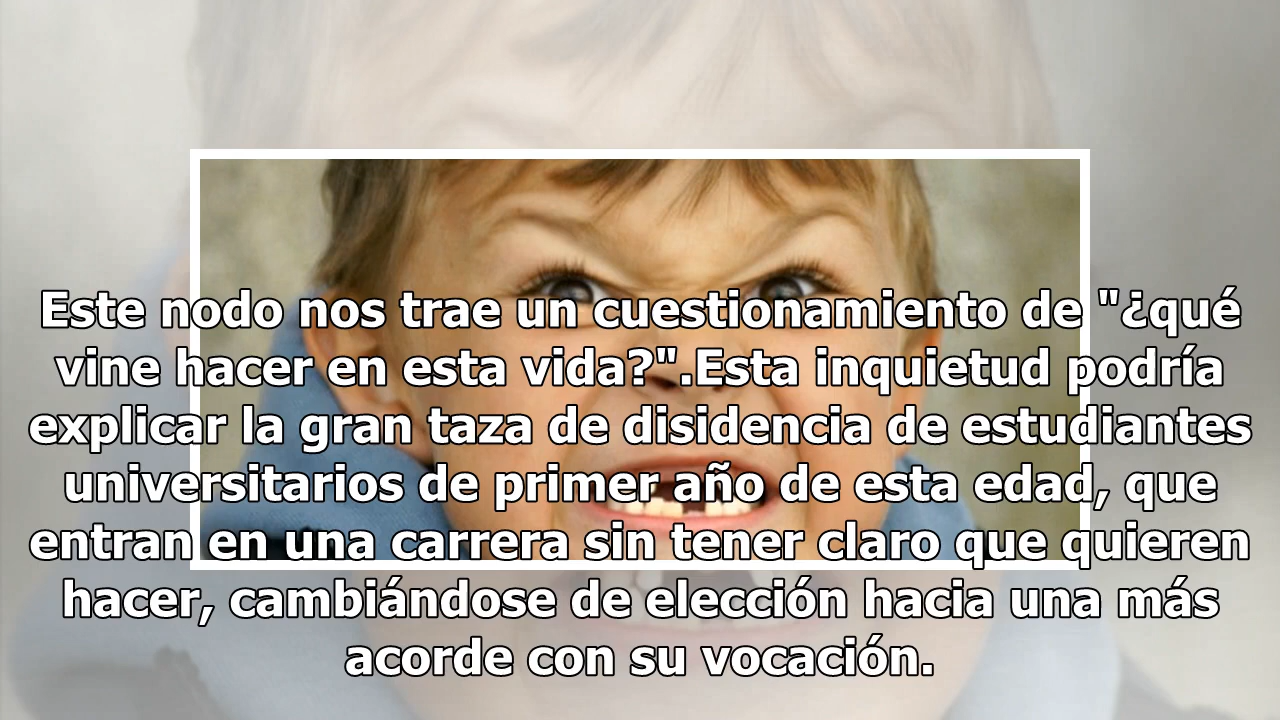 Este nodo nos trae un cuestionamiento de "¿qué
vine hacer en esta vida?".Esta inquietud podría
explicar la gran taza de disidencia de estudiantes
universitarios de primer año de esta edad, que
entran en una carrera sin tener claro que quieren
hacer, cambiándose de elección hacia una más
acorde con su vocación.